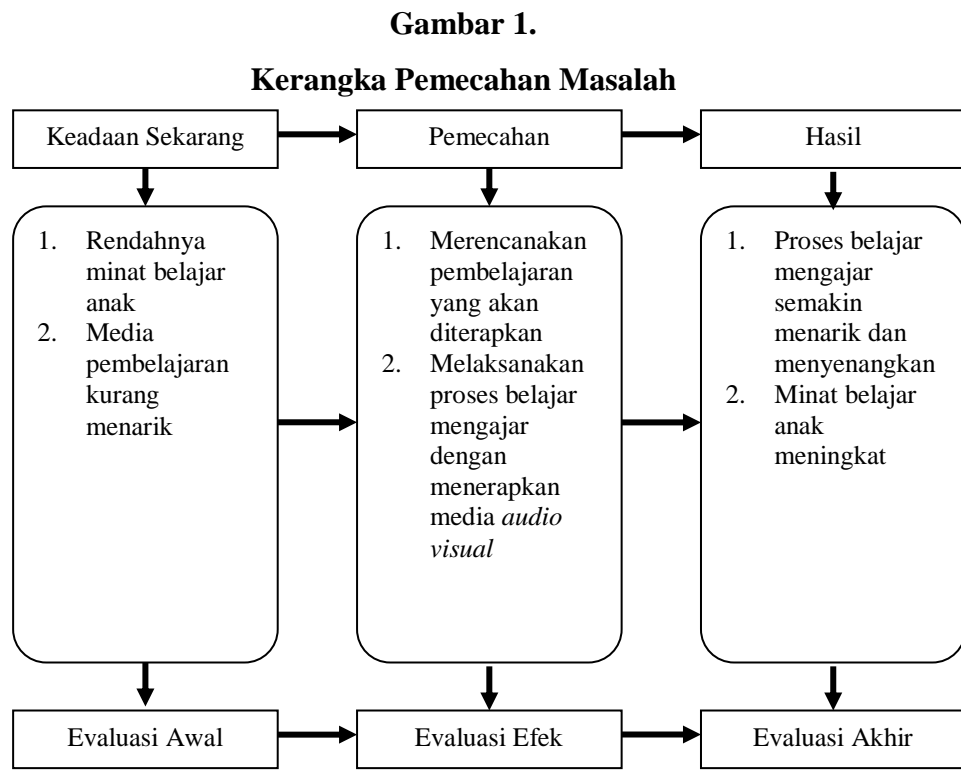 Gambar 1.
Kerangka Pemecahan Masalah
Keadaan Sekarang
Pemecahan
Hasil
1. Rendahnya
minat belajar
anak
2. Media
pembelajaran
kurang
menarik
1. Merencanakan
pembelajaran
yang akan
diterapkan
2. Melaksanakan
proses belajar
mengajar
dengan
menerapkan
media audio
visual
1. Proses belajar
mengajar
semakin
menarik dan
menyenangkan
2. Minat belajar
anak
meningkat
Evaluasi Awal
Evaluasi Efek
Evaluasi Akhir